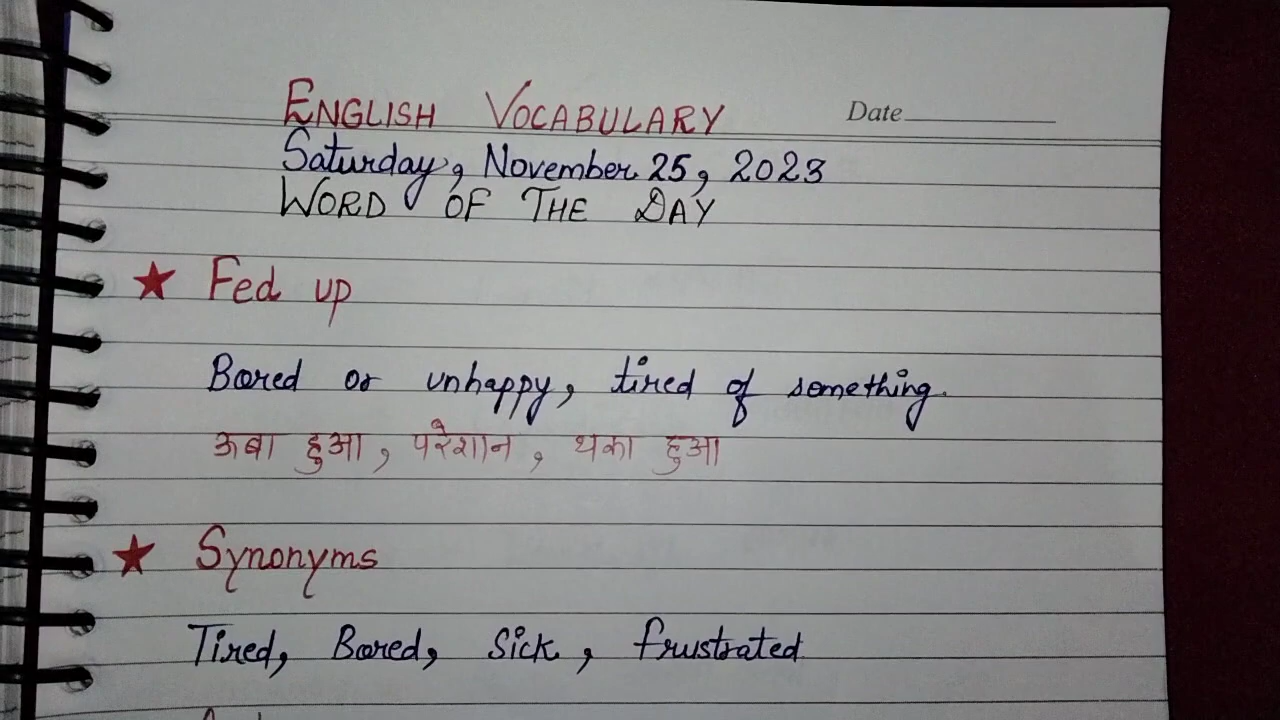 ENGLISH VOCABULARY Date
Saturday, November 25, 2023
WORD OF THE DAY
★ Fed up
Bored or unhappy, tired of something.
ऊबा हुआ, परेशान, थका हुआ
★ Synonyms
Tired, Bored, Sick, frustrated